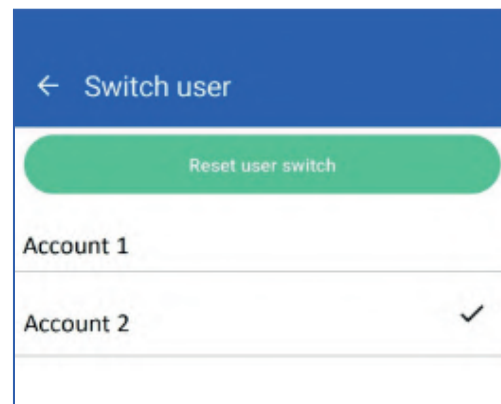 Switch user
Reset user switch
Account 1
Account 2